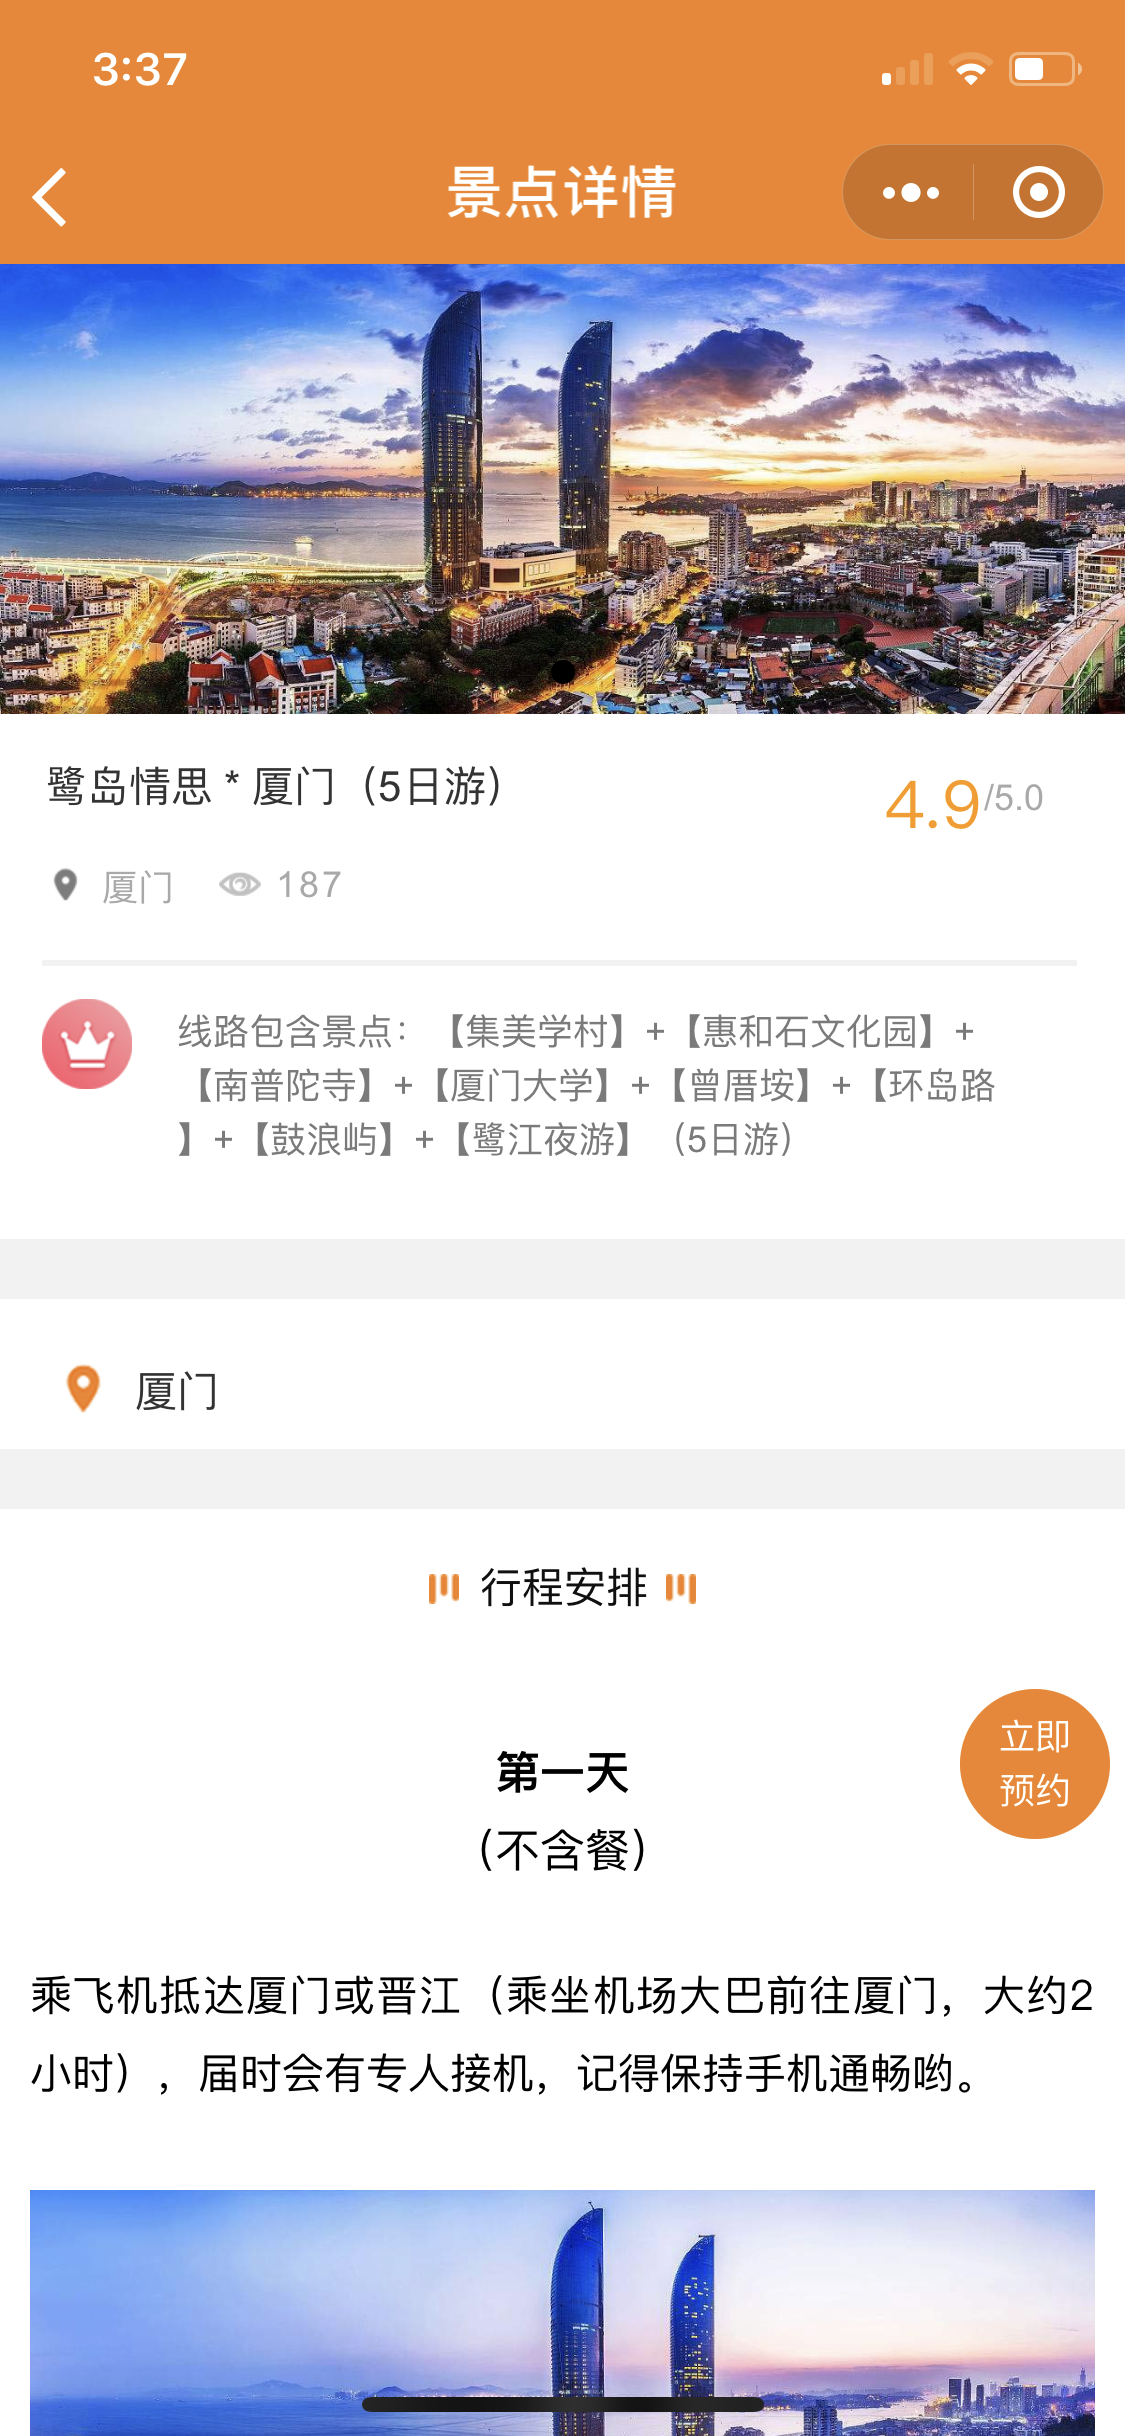 3:37
景点详情
鹭岛情思 * 厦门（5日游）
4.9/5.0
厦门 187
线路包含景点：【集美学村】+【惠和石文化园】+
【南普陀寺】+【厦门大学】+【曾厝垵】+【环岛路
】+【鼓浪屿】+【鹭江夜游】（5日游）
厦门
行程安排
立即
预约
第一天
（不含餐）
乘飞机抵达厦门或晋江（乘坐机场大巴前往厦门，大约2
小时），届时会有专人接机，记得保持手机通畅哟。